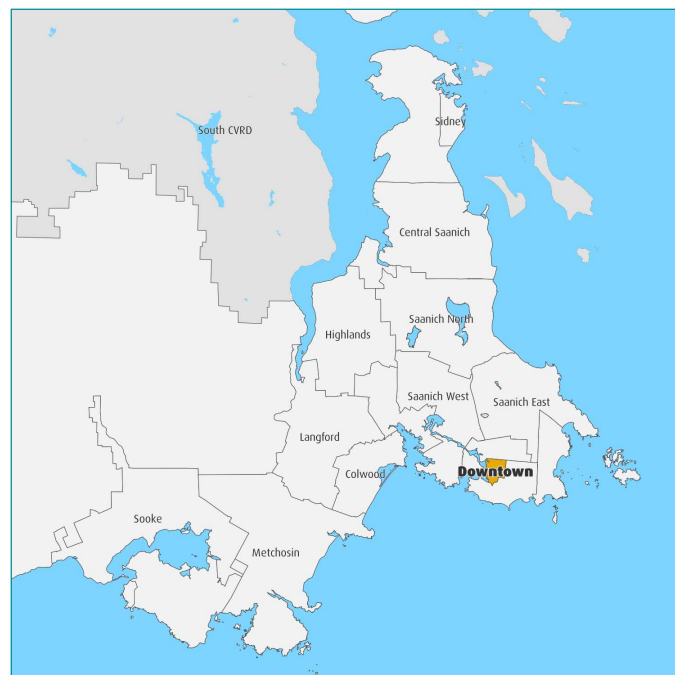 Sidney
South CVRD
Central Saanich
Saanich North
Highlands
Saanich West
Saanich East
Langford
Colwood
Downtown
Sooke
Metchosin